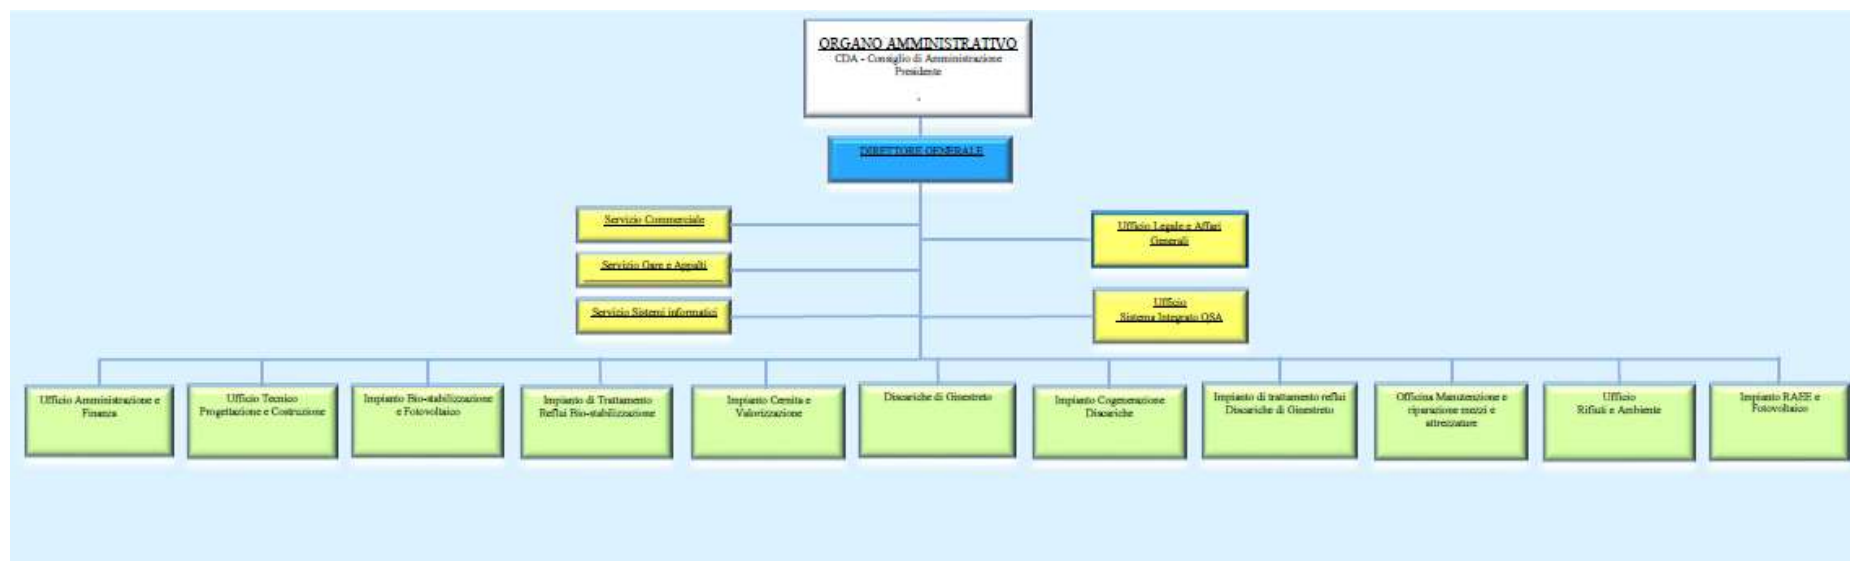 ORGANO AMMINISTRATIVO
CDA - Consiglio di Amministrazione
Presidente
DIRETTORE GENERALE
Servizio Commerciale
Servizio Gare e Appalti
Servizio Sistemi informatici
Ufficio Legale e Affari
Generali
Ufficio
Sistema Integrato QSA
Ufficio Amministrazione e
Finanza
Ufficio Tecnico
Progettazione e Costruzione
Impianto Bio-stabilizzazione
e Fotovoltaico
Impianto di Trattamento
Reflui Bio-stabilizzazione
Impianto Cernita e
Valorizzazione
Discariche di Ginestreto
Impianto Cogenerazione
Discariche
Impianto di trattamento reflui
Discariche di Ginestreto
Officina Manutenzione e
riparazione mezzi e
attrezzature
Ufficio
Rifiuti e Ambiente
Impianto RAEE e
Fotovoltaico